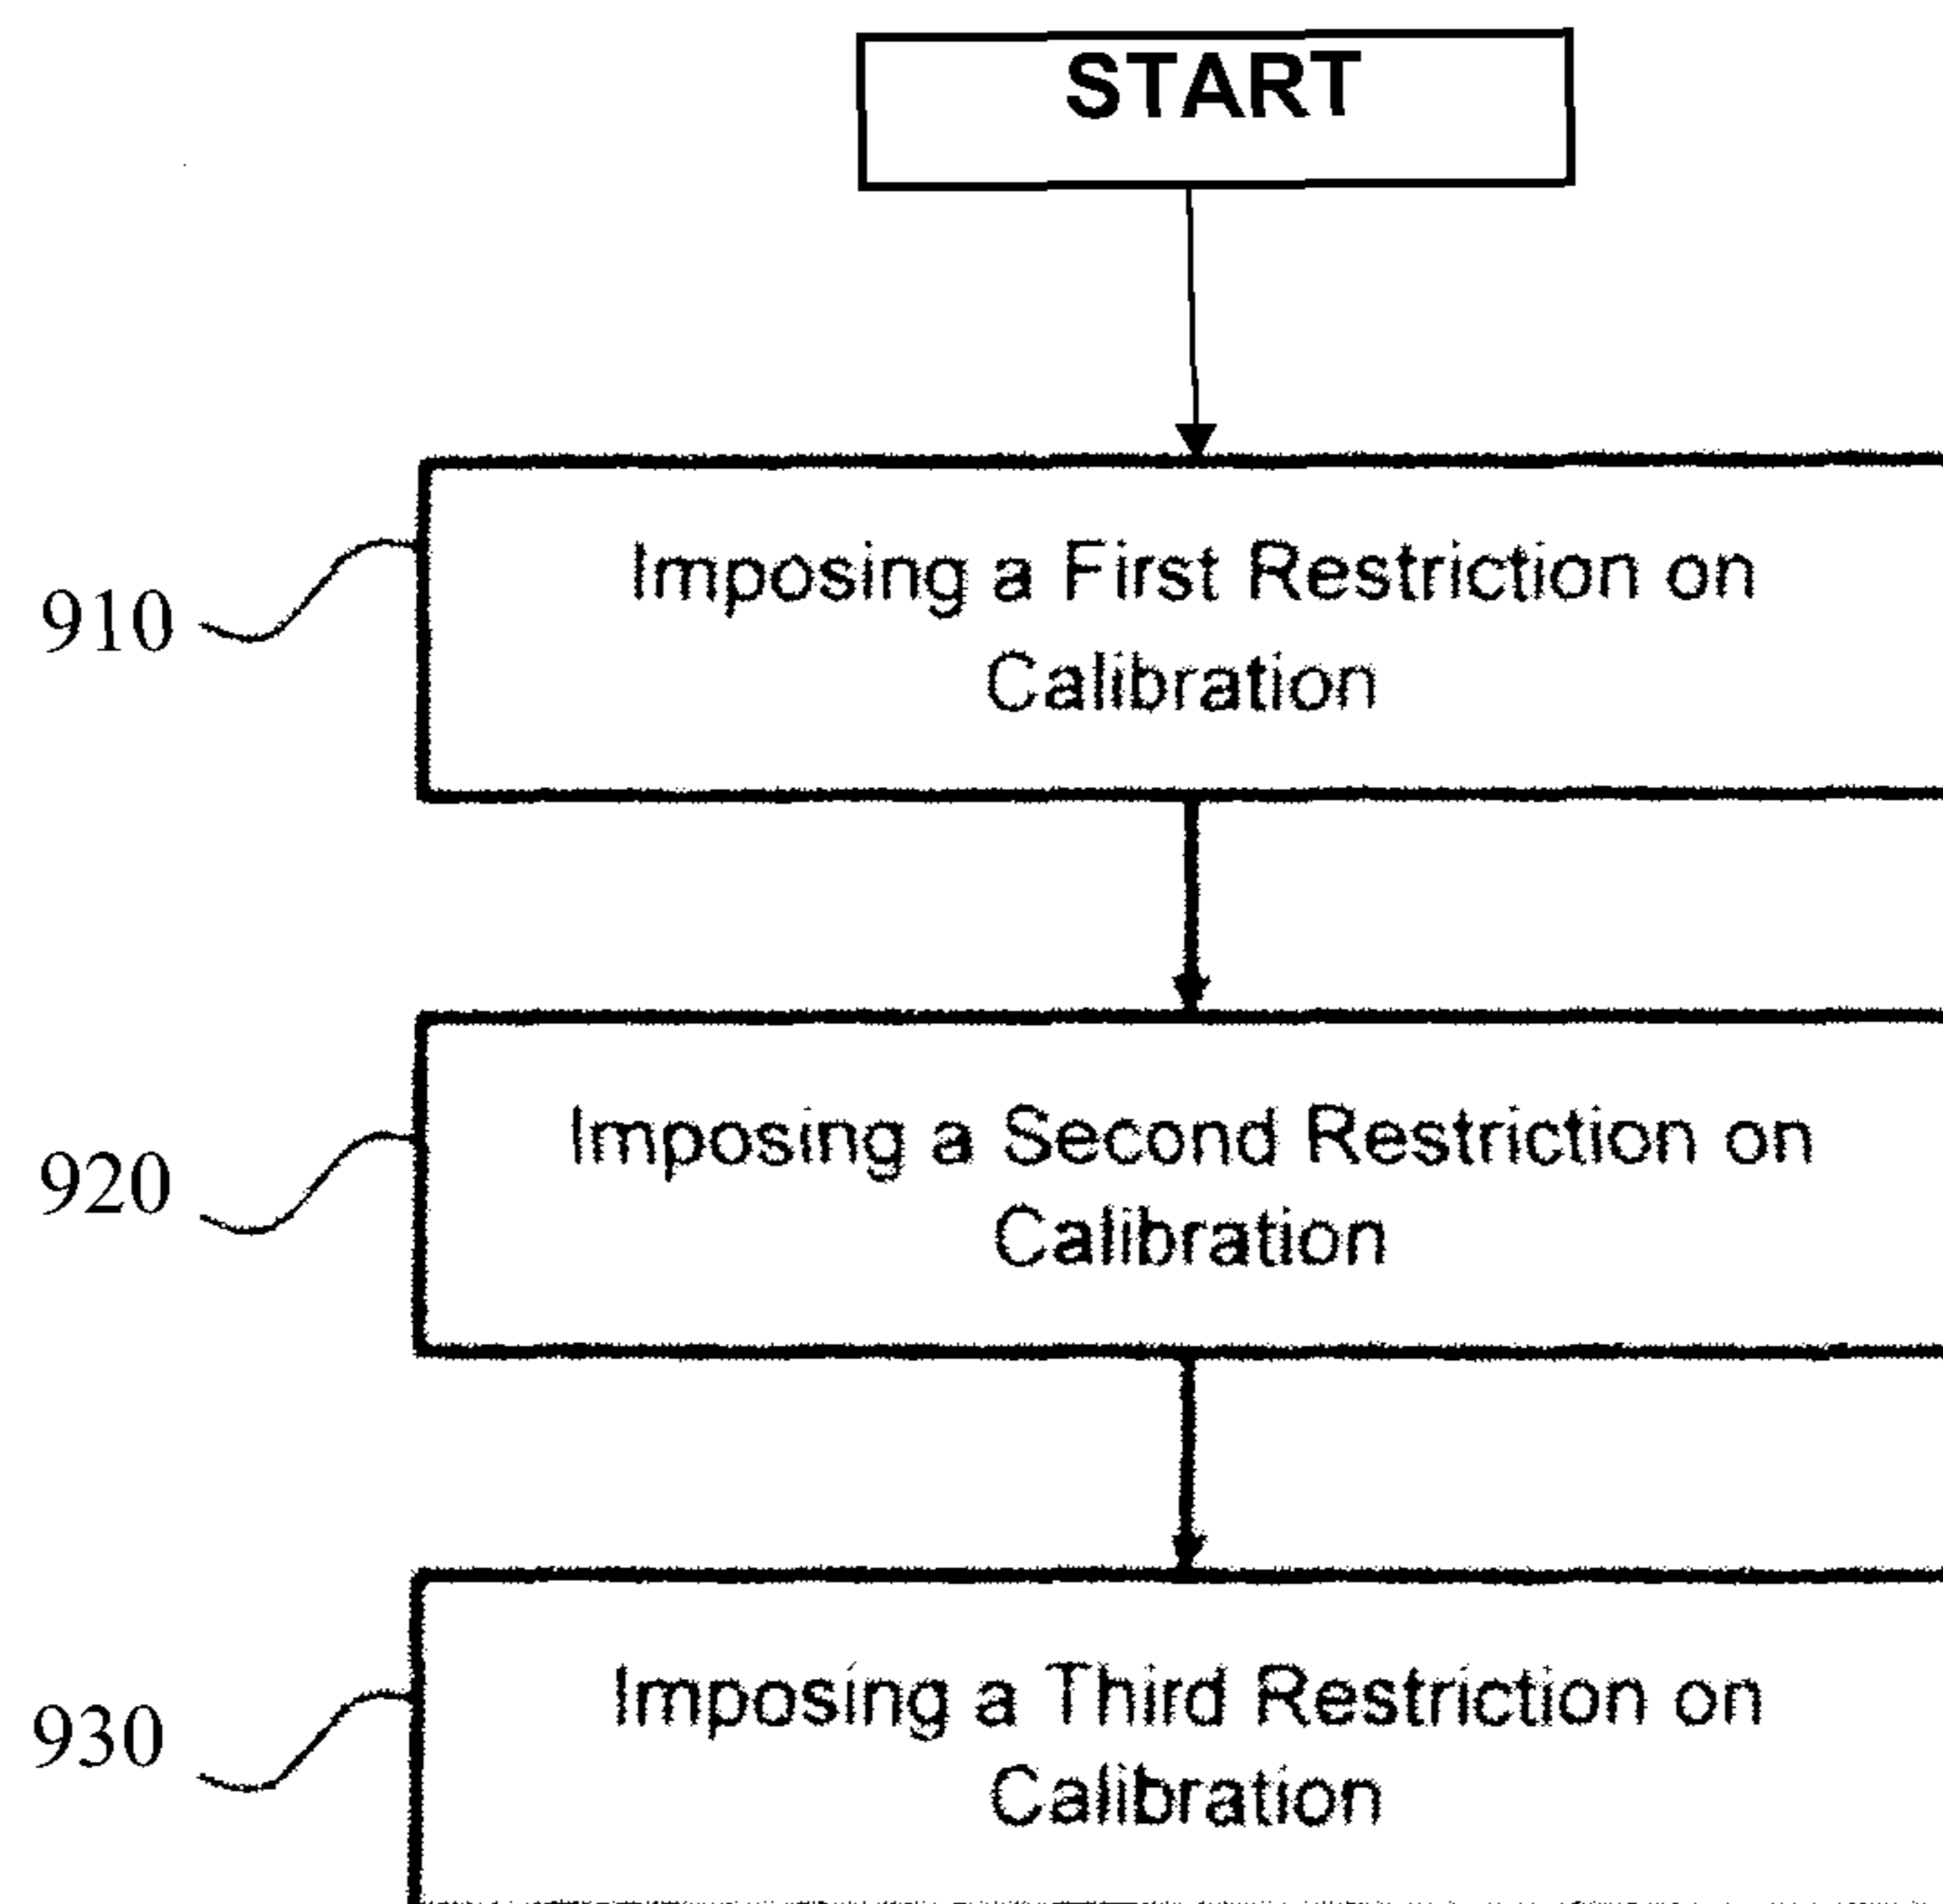 START
910
Imposing a First Restriction on
Calibration
920
Imposing a Second Restriction on
Calibration
930
Imposing a Third Restriction on
Calibration